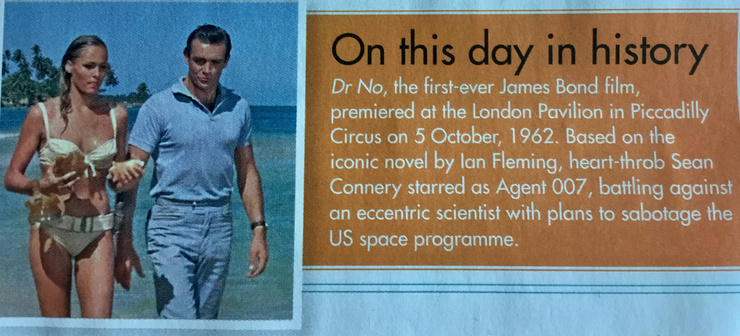 On this day in history
Dr No, the first-ever James Bond film,
premiered at the London Pavilion in Piccadilly
Circus on 5 October, 1962. Based on the
iconic novel by Ian Fleming, heart-throb Sean
Connery starred as Agent 007, battling against
an eccentric scientist with plans to sabotage the
US space programme.